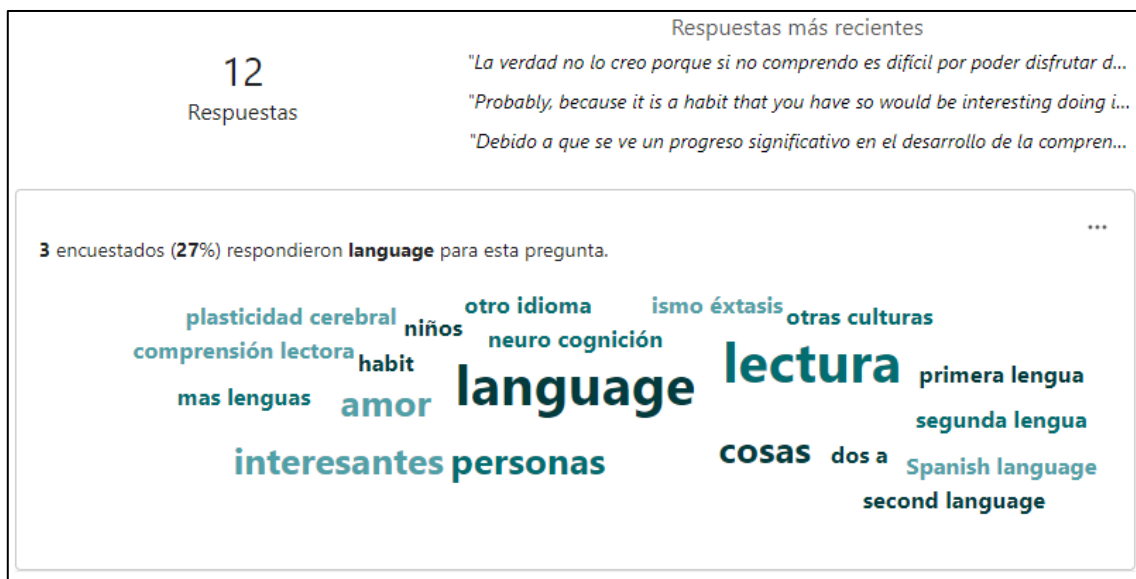 12
Respuestas
Respuestas más recientes
"La verdad no lo creo porque si no comprendo es difícil por poder disfrutar d...
"Probably, because it is a habit that you have so would be interesting doing i...
"Debido a que se ve un progreso significativo en el desarrollo de la compren...
...
3 encuestados (27%) respondieron language para esta pregunta.
plasticidad cerebral
niños
otro idioma
ismo éxtasis
otras culturas
comprensión lectora
habit
neuro cognición
lectura
primera lengua
mas lenguas
amor
language
segunda lengua
interesantes
personas
cosas
dos a
Spanish language
second language